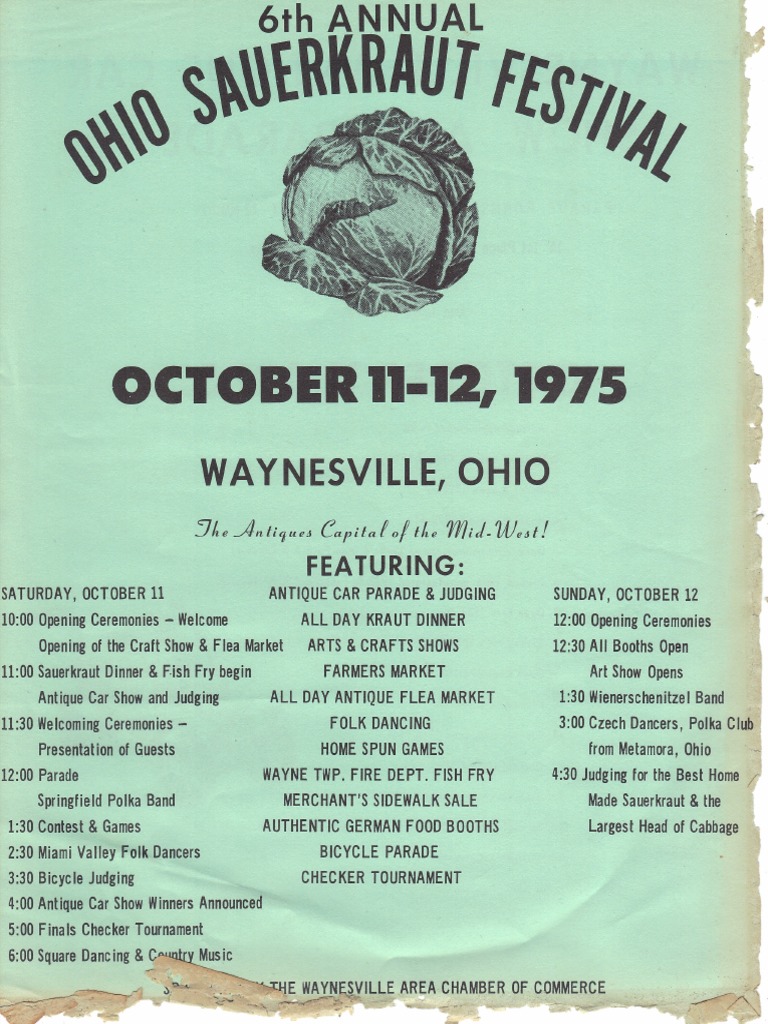 6th ANNUAL
OHIO SAUERKRAUT FESTIVAL
OCTOBER 11-12, 1975
WAYNESVILLE, OHIO
The Antiques Capital of the Mid-West!
FEATURING:
SATURDAY, OCTOBER 11
10:00 Opening Ceremonies – Welcome
Opening of the Craft Show & Flea Market
11:00 Sauerkraut Dinner & Fish Fry begin
Antique Car Show and Judging
11:30 Welcoming Ceremonies –
Presentation of Guests
12:00 Parade
Springfield Polka Band
1:30 Contest & Games
2:30 Miami Valley Folk Dancers
3:30 Bicycle Judging
4:00 Antique Car Show Winners Announced
5:00 Finals Checker Tournament
6:00 Square Dancing & Country Music
ANTIQUE CAR PARADE & JUDGING
ALL DAY KRAUT DINNER
ARTS & CRAFTS SHOWS
FARMERS MARKET
ALL DAY ANTIQUE FLEA MARKET
FOLK DANCING
HOME SPUN GAMES
WAYNE TWP. FIRE DEPT. FISH FRY
MERCHANT'S SIDEWALK SALE
AUTHENTIC GERMAN FOOD BOOTHS
BICYCLE PARADE
CHECKER TOURNAMENT
SUNDAY, OCTOBER 12
12:00 Opening Ceremonies
12:30 All Booths Open
Art Show Opens
1:30 Wienerschenitzel Band
3:00 Czech Dancers, Polka Club
from Metamora, Ohio
4:30 Judging for the Best Home
Made Sauerkraut & the
Largest Head of Cabbage
THE WAYNESVILLE AREA CHAMBER OF COMMERCE